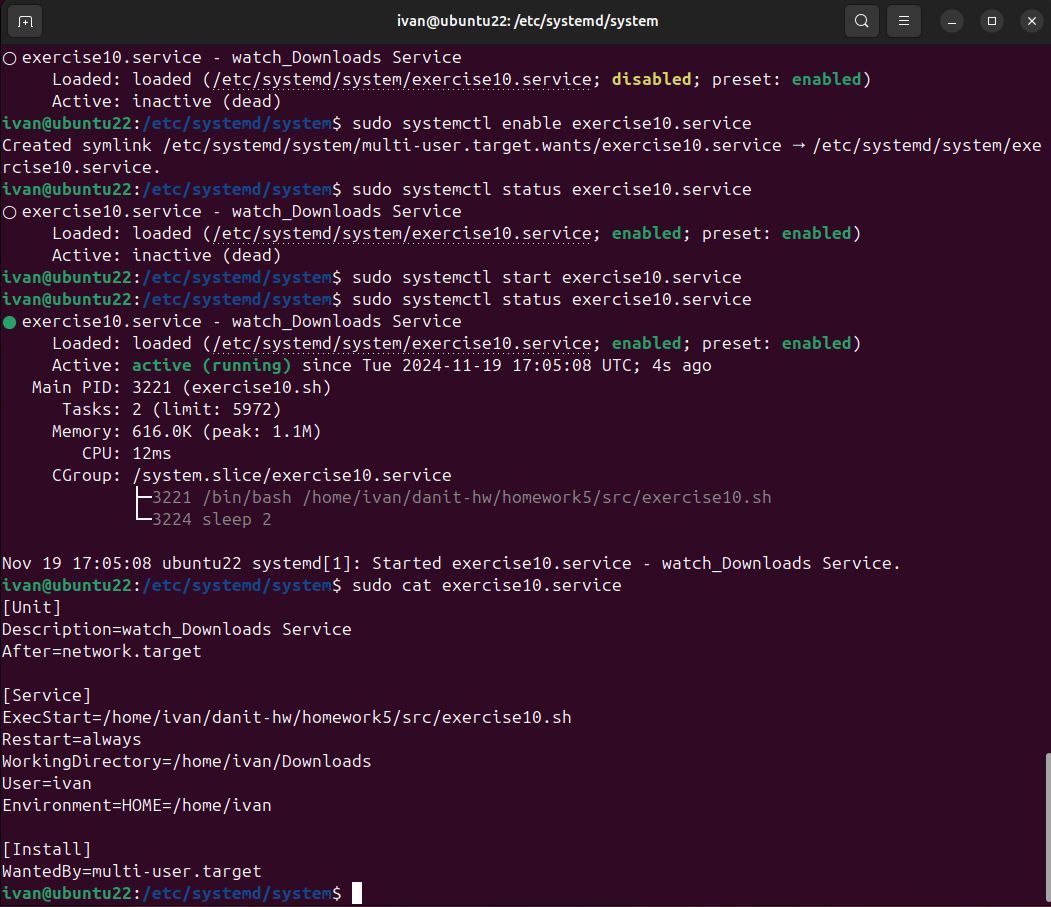 ivan@ubuntu22: /etc/systemd/system
○ exercise10.service - watch_Downloads Service
     Loaded: loaded (/etc/systemd/system/exercise10.service; disabled; preset: enabled)
     Active: inactive (dead)
ivan@ubuntu22:/etc/systemd/system$ sudo systemctl enable exercise10.service
Created symlink /etc/systemd/system/multi-user.target.wants/exercise10.service → /etc/systemd/system/exe
rcise10.service.
ivan@ubuntu22:/etc/systemd/system$ sudo systemctl status exercise10.service
○ exercise10.service - watch_Downloads Service
     Loaded: loaded (/etc/systemd/system/exercise10.service; enabled; preset: enabled)
     Active: inactive (dead)
ivan@ubuntu22:/etc/systemd/system$ sudo systemctl start exercise10.service
ivan@ubuntu22:/etc/systemd/system$ sudo systemctl status exercise10.service
● exercise10.service - watch_Downloads Service
     Loaded: loaded (/etc/systemd/system/exercise10.service; enabled; preset: enabled)
     Active: active (running) since Tue 2024-11-19 17:05:08 UTC; 4s ago
   Main PID: 3221 (exercise10.sh)
      Tasks: 2 (limit: 5972)
     Memory: 616.0K (peak: 1.1M)
        CPU: 12ms
     CGroup: /system.slice/exercise10.service
             ├─3221 /bin/bash /home/ivan/danit-hw/homework5/src/exercise10.sh
             └─3224 sleep 2
Nov 19 17:05:08 ubuntu22 systemd[1]: Started exercise10.service - watch_Downloads Service.
ivan@ubuntu22:/etc/systemd/system$ sudo cat exercise10.service
[Unit]
Description=watch_Downloads Service
After=network.target
[Service]
ExecStart=/home/ivan/danit-hw/homework5/src/exercise10.sh
Restart=always
WorkingDirectory=/home/ivan/Downloads
User=ivan
Environment=HOME=/home/ivan
[Install]
WantedBy=multi-user.target
ivan@ubuntu22:/etc/systemd/system$